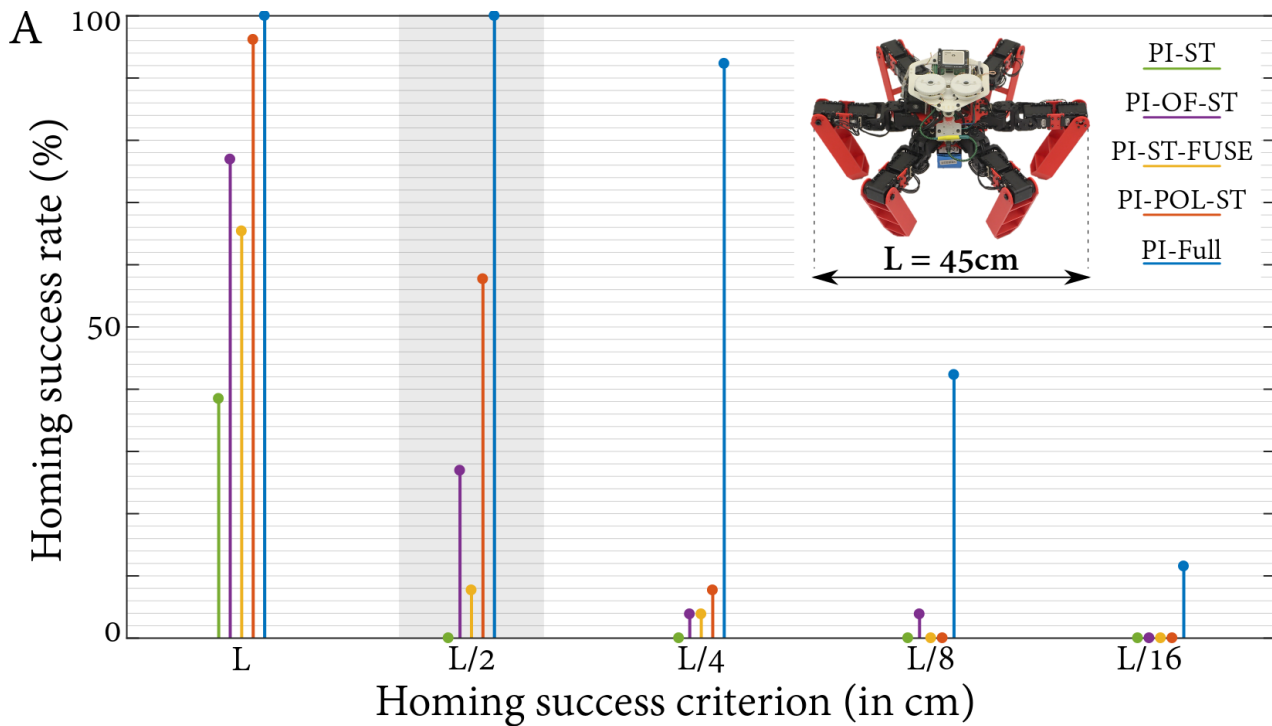 A
Homing success rate (%)
100
50
0
L
L/2
L/4
L/8
L/16
Homing success criterion (in cm)
L = 45cm
PI-ST
PI-OF-ST
PI-ST-FUSE
PI-POL-ST
PI-Full